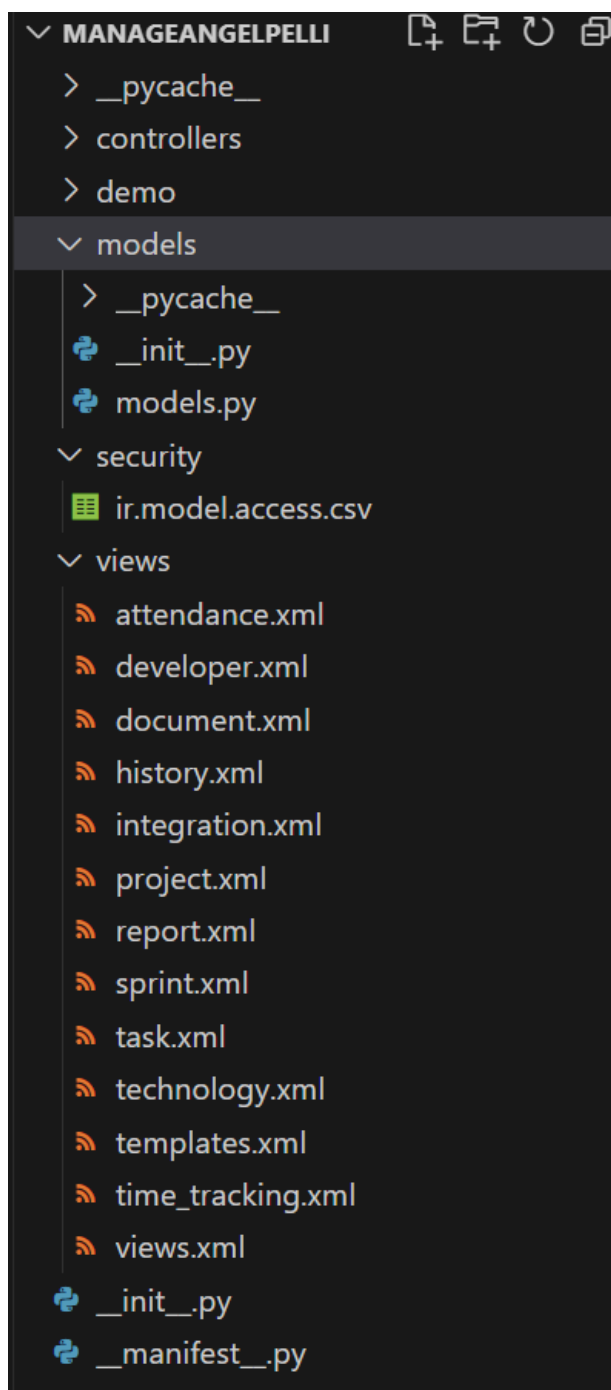 MANAGEANGELPELLI
__pycache__
controllers
demo
models
__pycache__
__init__.py
models.py
security
ir.model.access.csv
views
attendance.xml
developer.xml
document.xml
history.xml
integration.xml
project.xml
report.xml
sprint.xml
task.xml
technology.xml
templates.xml
time_tracking.xml
views.xml
__init__.py
__manifest__.py